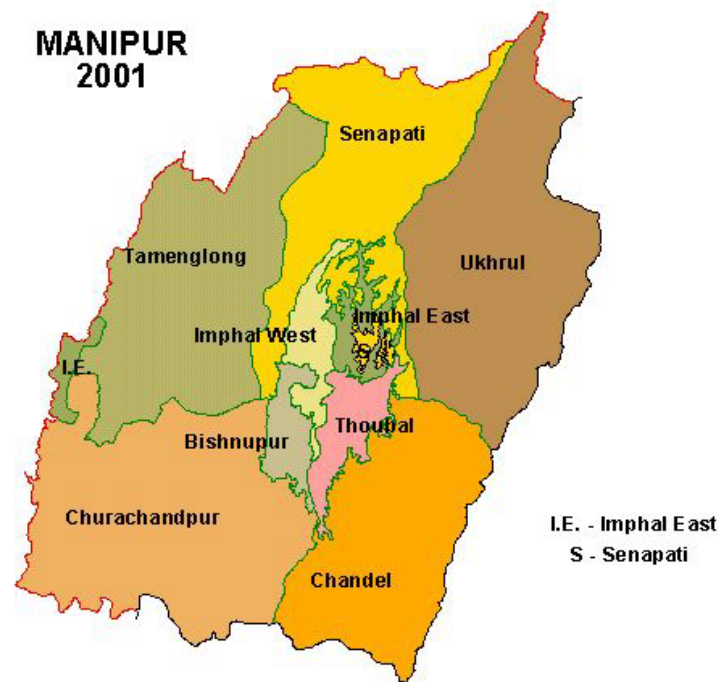 MANIPUR
2001
Senapati
Tamenglong
Ukhrul
Imphal West
Imphal East
S
I.E.
Bishnupur
Thoubal
Churachandpur
Chandel
I.E. - Imphal East
S - Senapati